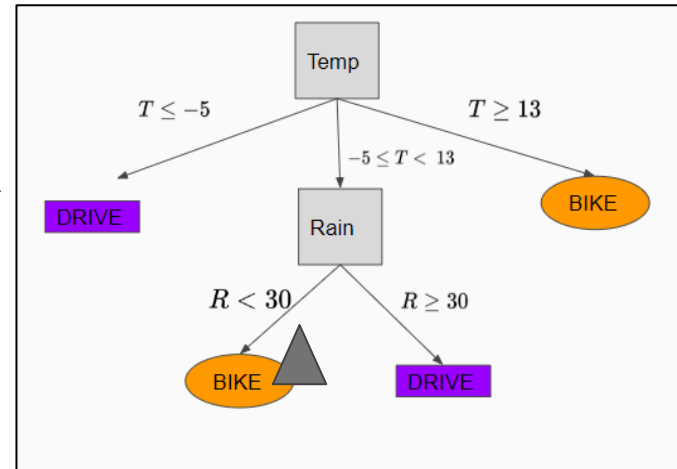 Temp
T ≤ −5
T ≥ 13
−5 ≤ T < 13
DRIVE
BIKE
Rain
R < 30
R ≥ 30
BIKE
DRIVE